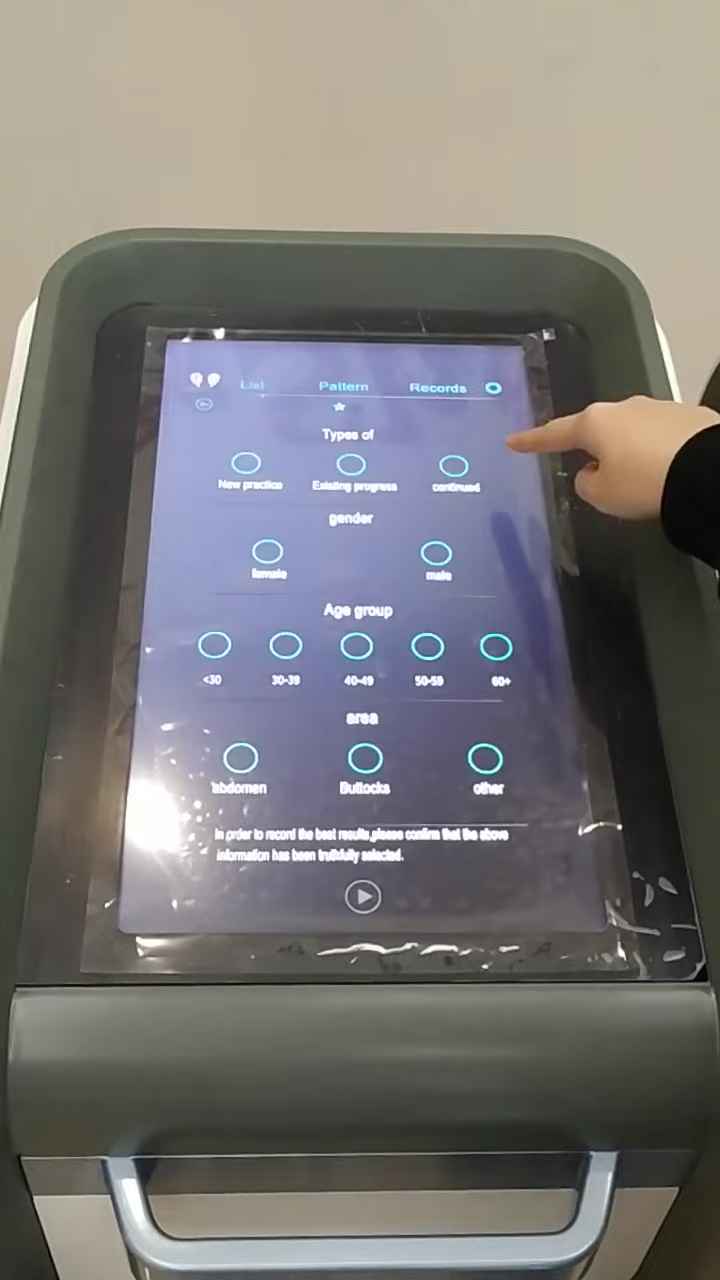 List Pattern Records
Types of
New practice Existing progress continued
gender
female male
Age group
<30 30-39 40-49 50-59 60+
area
abdomen Buttocks other
In order to record the best results,please confirm that the above
information has been truthfully selected.